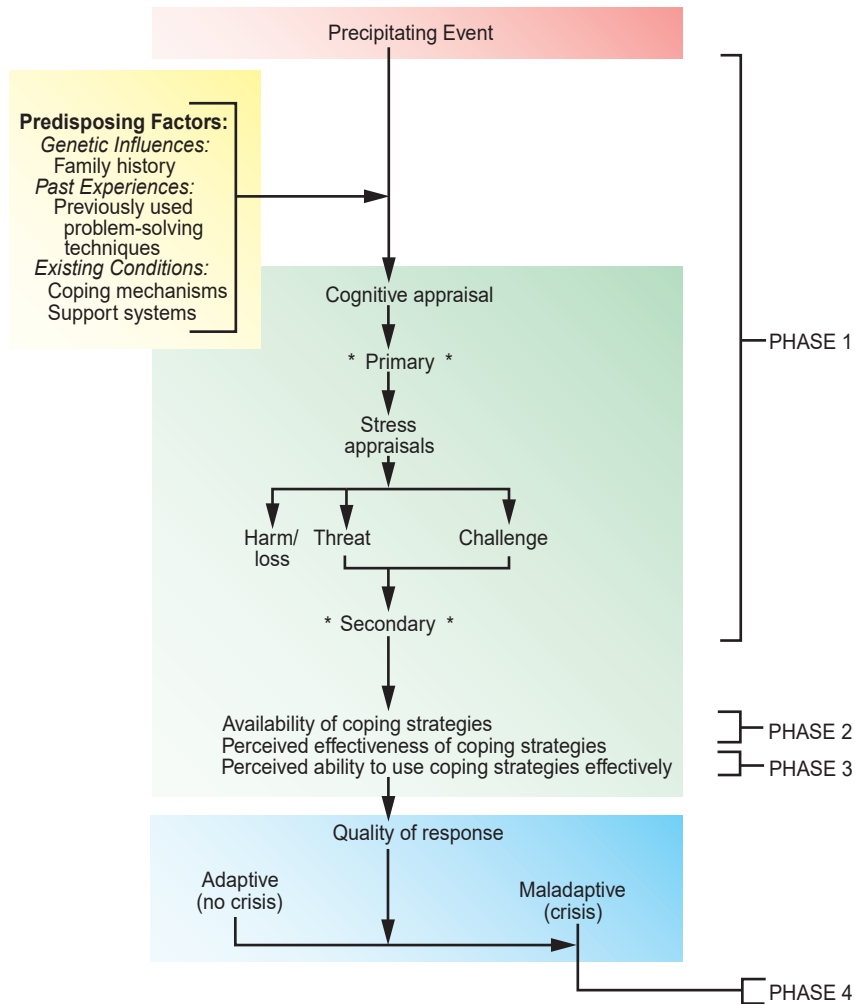 Precipitating Event
Predisposing Factors:
Genetic Influences:
Family history
Past Experiences:
Previously used
problem-solving
techniques
Existing Conditions:
Coping mechanisms
Support systems
Cognitive appraisal
* Primary *
Stress
appraisals
Harm/
loss
Threat
Challenge
* Secondary *
PHASE 1
Availability of coping strategies
Perceived effectiveness of coping strategies
PHASE 2
Perceived ability to use coping strategies effectively
PHASE 3
Quality of response
Adaptive
(no crisis)
Maladaptive
(crisis)
PHASE 4